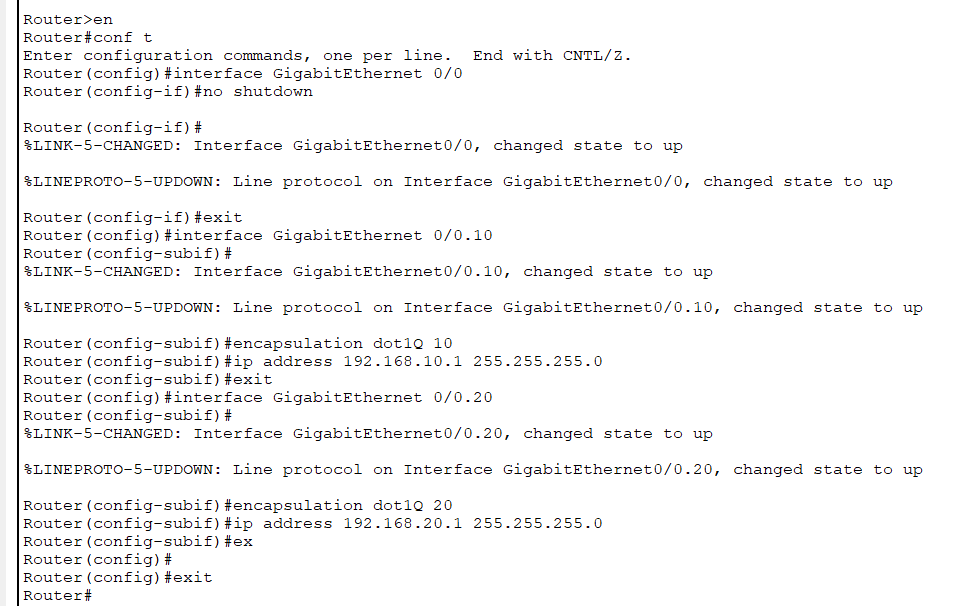 Router>en
Router#conf t
Enter configuration commands, one per line.  End with CNTL/Z.
Router(config)#interface GigabitEthernet 0/0
Router(config-if)#no shutdown
Router(config-if)#
%LINK-5-CHANGED: Interface GigabitEthernet0/0, changed state to up
%LINEPROTO-5-UPDOWN: Line protocol on Interface GigabitEthernet0/0, changed state to up
Router(config-if)#exit
Router(config)#interface GigabitEthernet 0/0.10
Router(config-subif)#
%LINK-5-CHANGED: Interface GigabitEthernet0/0.10, changed state to up
%LINEPROTO-5-UPDOWN: Line protocol on Interface GigabitEthernet0/0.10, changed state to up
Router(config-subif)#encapsulation dot1Q 10
Router(config-subif)#ip address 192.168.10.1 255.255.255.0
Router(config-subif)#exit
Router(config)#interface GigabitEthernet 0/0.20
Router(config-subif)#
%LINK-5-CHANGED: Interface GigabitEthernet0/0.20, changed state to up
%LINEPROTO-5-UPDOWN: Line protocol on Interface GigabitEthernet0/0.20, changed state to up
Router(config-subif)#encapsulation dot1Q 20
Router(config-subif)#ip address 192.168.20.1 255.255.255.0
Router(config-subif)#ex
Router(config)#
Router(config)#exit
Router#